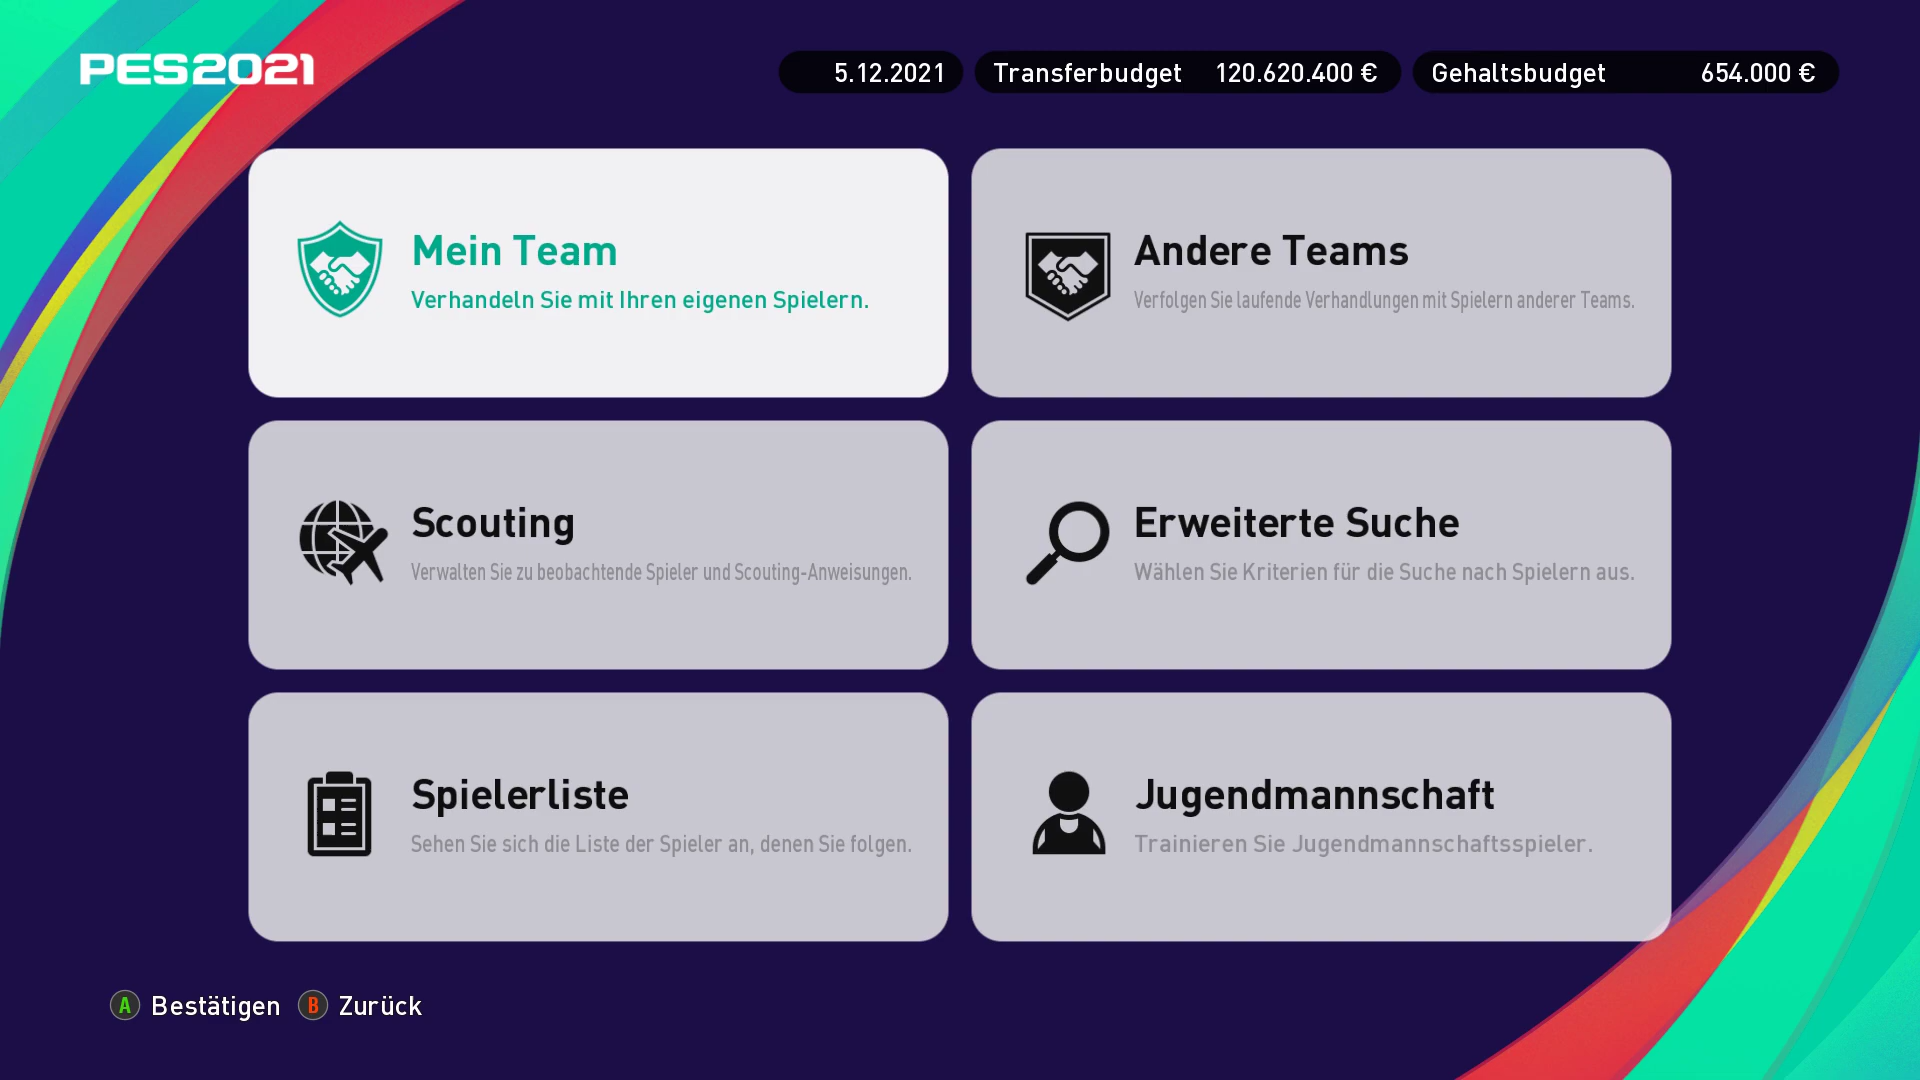 PES2021
5.12.2021
Transferbudget 120.620.400 €
Gehaltsbudget 654.000 €
Mein Team
Verhandeln Sie mit Ihren eigenen Spielern.
Andere Teams
Verfolgen Sie laufende Verhandlungen mit Spielern anderer Teams.
Scouting
Verwalten Sie zu beobachtende Spieler und Scouting-Anweisungen.
Erweiterte Suche
Wählen Sie Kriterien für die Suche nach Spielern aus.
Spielerliste
Sehen Sie sich die Liste der Spieler an, denen Sie folgen.
Jugendmannschaft
Trainieren Sie Jugendmannschaftsspieler.
A Bestätigen B Zurück